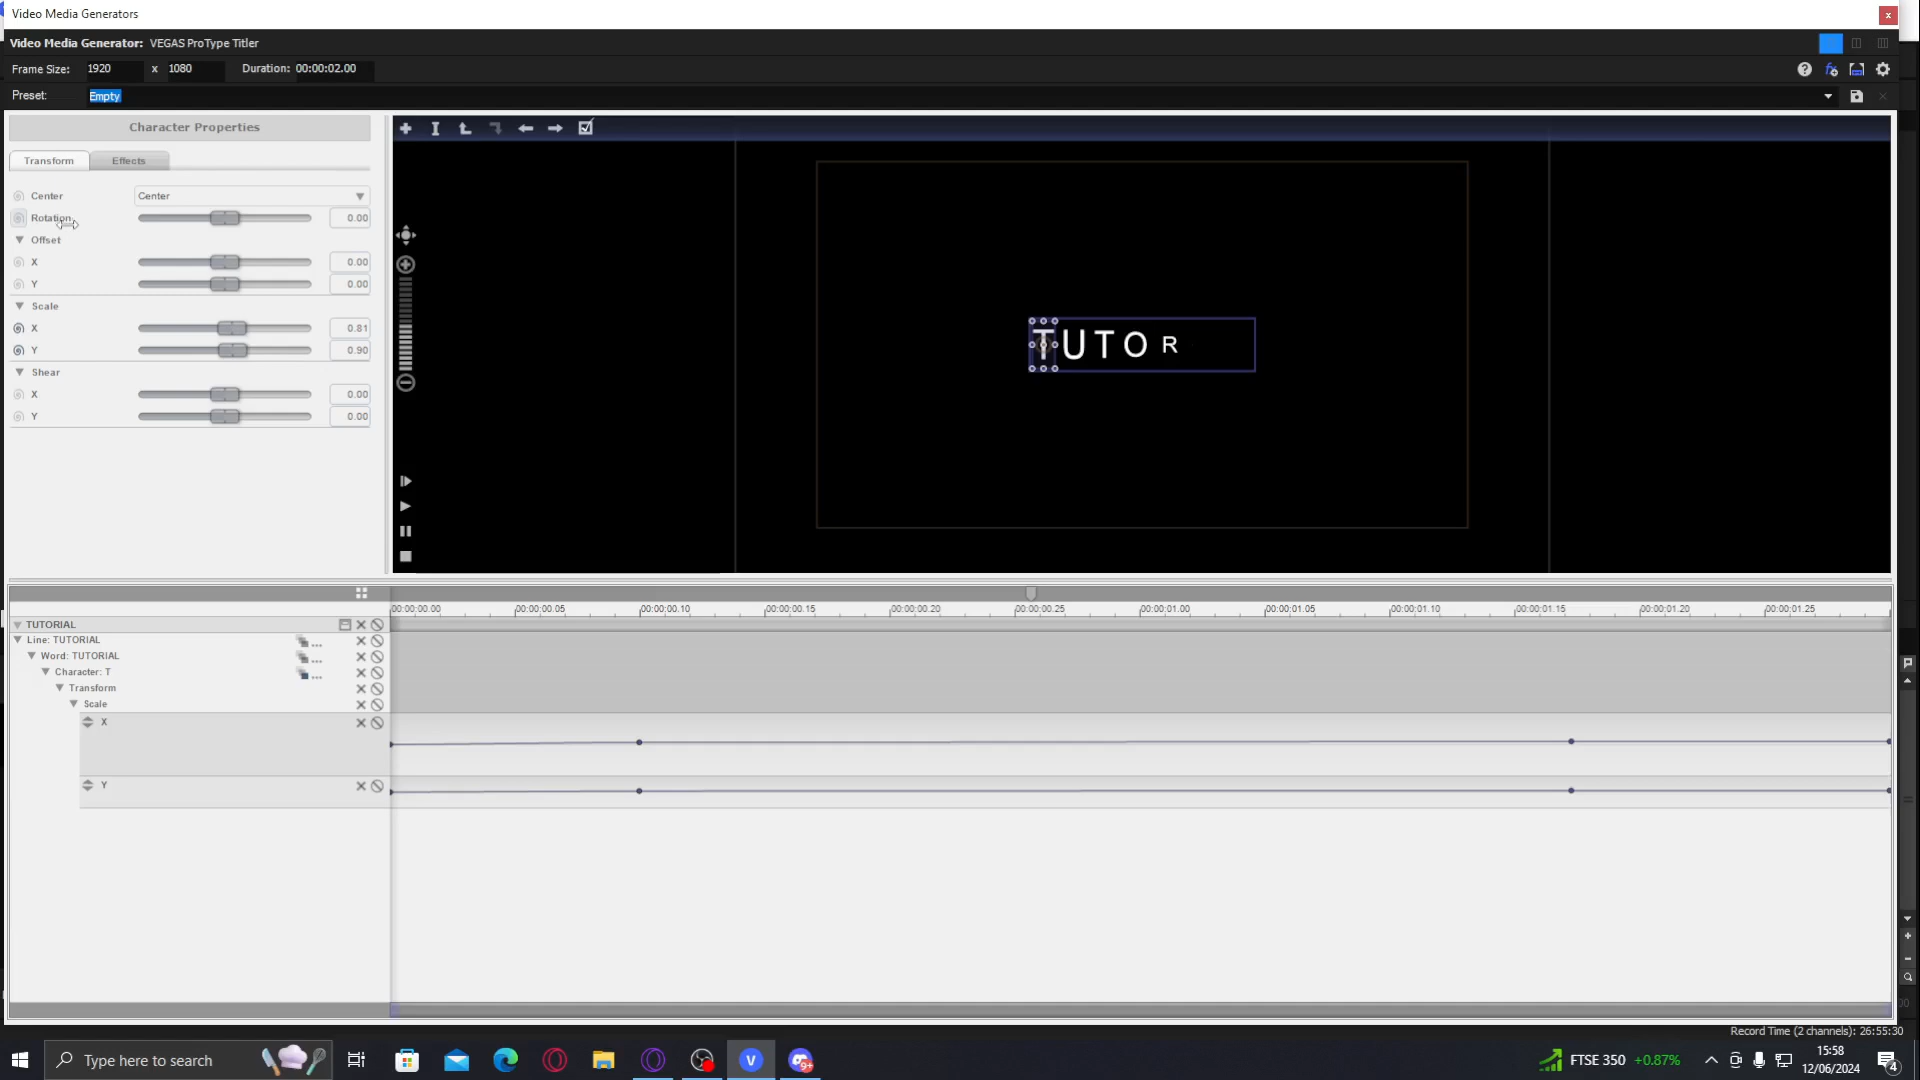 Video Media Generators
Video Media Generator: VEGAS ProType Titler
Frame Size: 1920 x 1080 Duration: 00:00:02.00
Preset: Empty
Character Properties
Transform Effects
Center Center
Rotation 0.00
Offset
X 0.00
Y 0.00
Scale
X 0.81
Y 0.90
Shear
X 0.00
Y 0.00
TUTOR
00:00:00.00 00:00:00.05 00:00:00.10 00:00:00.15 00:00:00.20 00:00:00.25 00:00:01.00 00:00:01.05 00:00:01.10 00:00:01.15 00:00:01.20 00:00:01.25
TUTORIAL
Line: TUTORIAL
Word: TUTORIAL
Character: T
Transform
Scale
X
Y
Record Time (2 channels): 26:55:30
Type here to search
9+
FTSE 350 +0.87%
15:58
12/06/2024
4